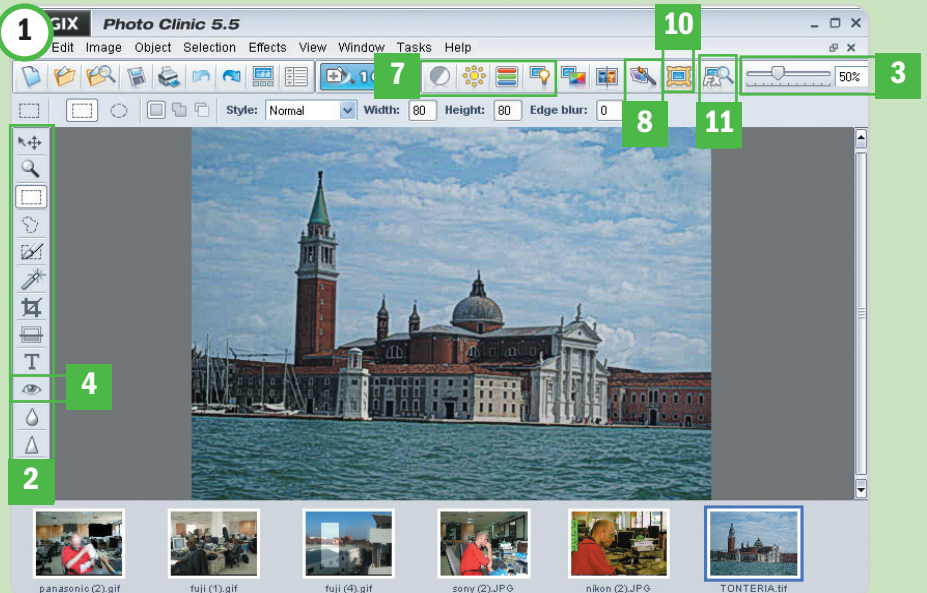 1
GIX Photo Clinic 5.5
Edit Image Object Selection Effects View Window Tasks Help
10
7
3
50%
Style: Normal Width: 80 Height: 80 Edge blur: 0
8
11
T
4
2
panasonic (2).gif fuji (1).gif fuji (4).gif sony (2).JPG nikon (2).JPG TONTERIA.tif